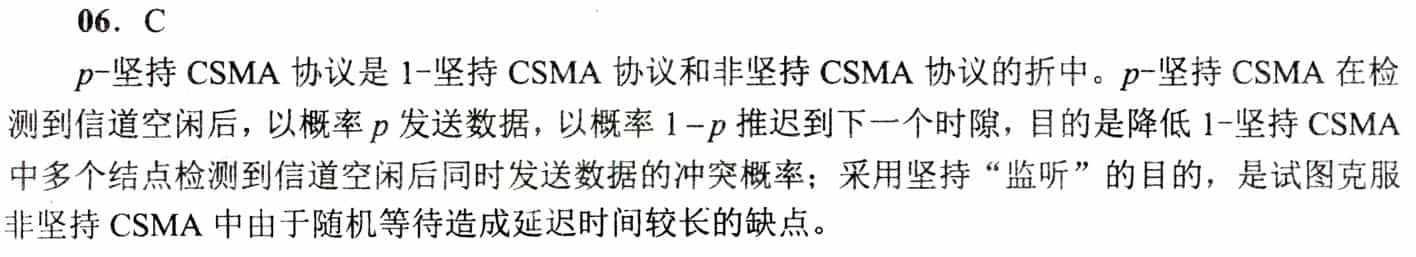 06. C
p-坚持 CSMA 协议是 1-坚持 CSMA 协议和非坚持 CSMA 协议的折中。p-坚持 CSMA 在检
测到信道空闲后，以概率 p 发送数据，以概率 1-p 推迟到下一个时隙，目的是降低 1-坚持 CSMA
中多个结点检测到信道空闲后同时发送数据的冲突概率；采用坚持“监听”的目的，是试图克服
非坚持 CSMA 中由于随机等待造成延迟时间较长的缺点。